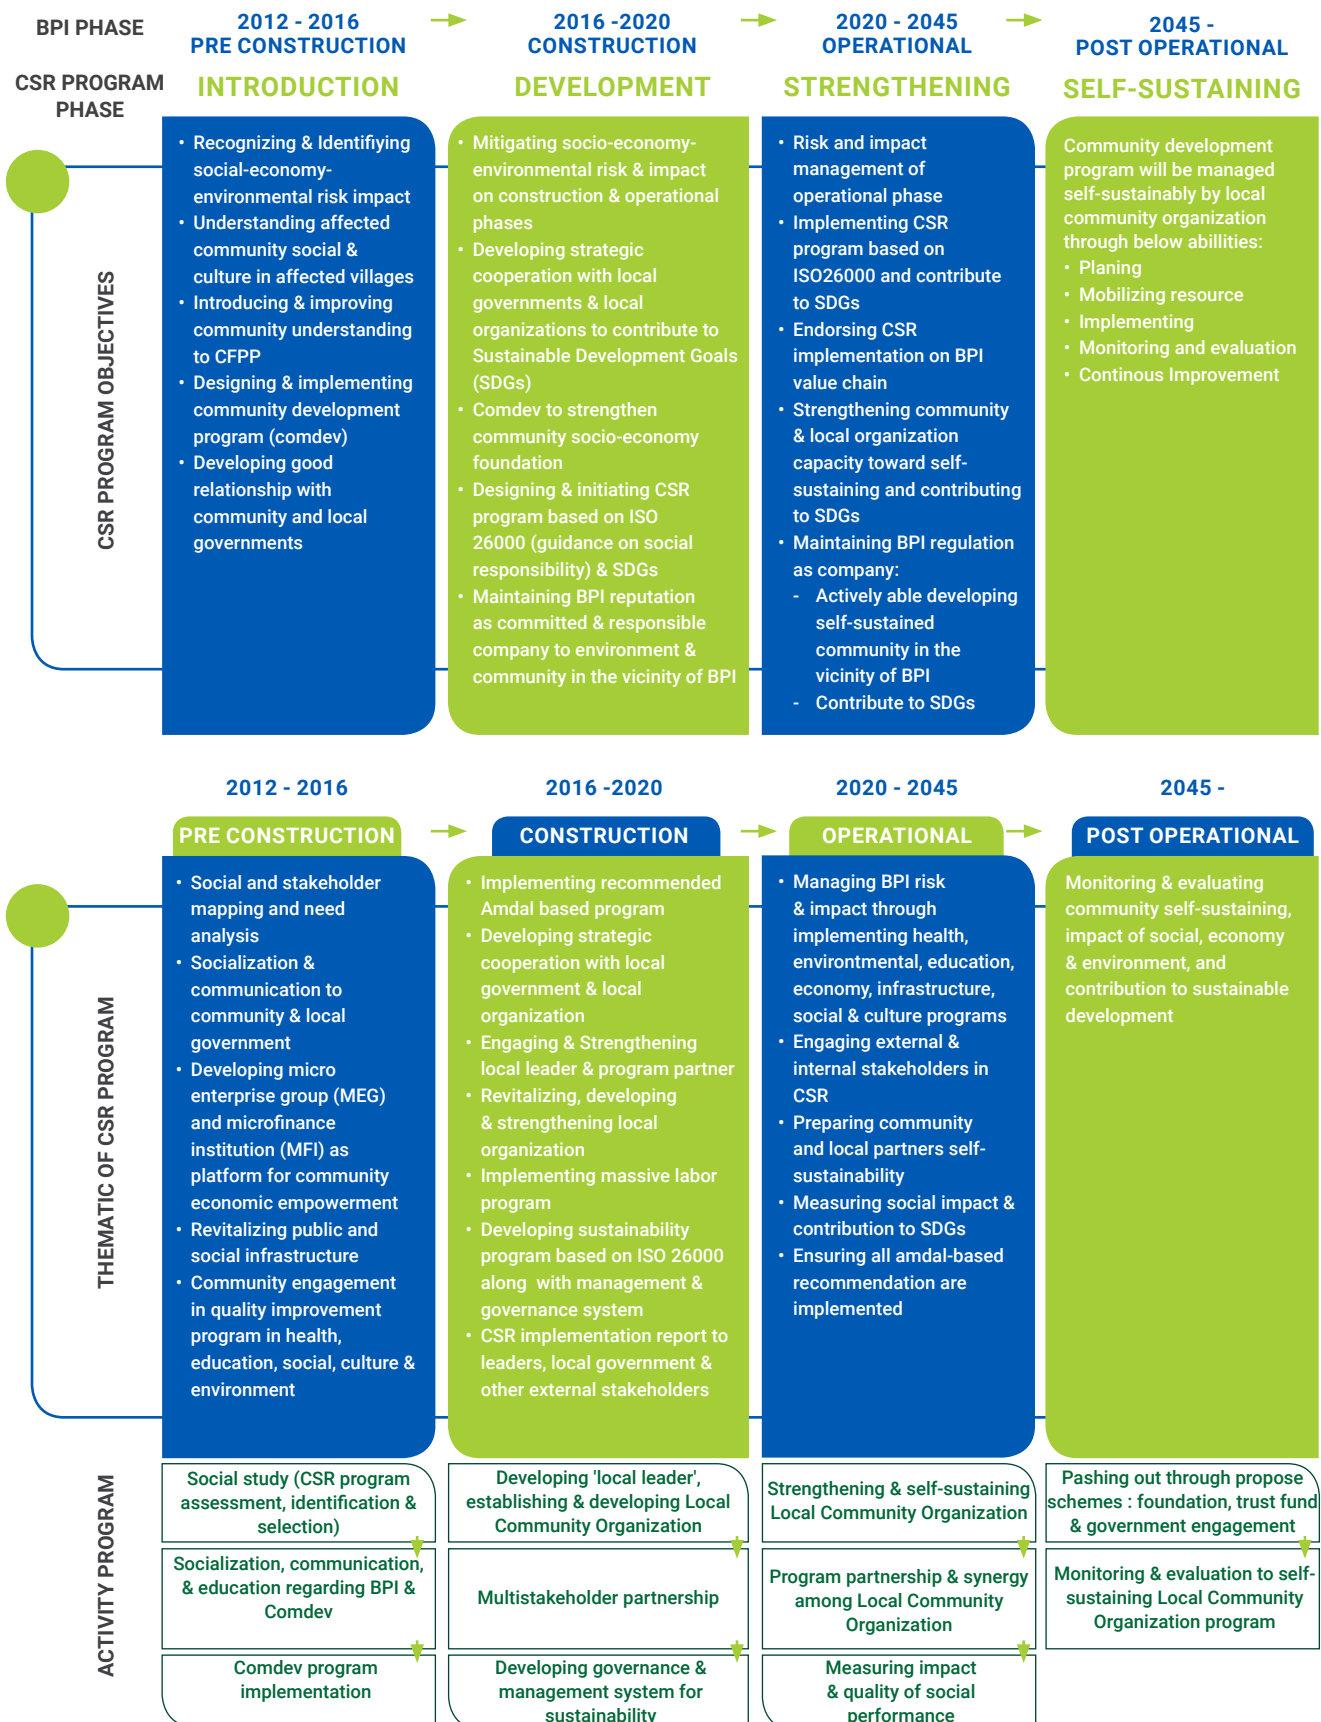 BPI PHASE
2012 - 2016
PRE CONSTRUCTION
2016 -2020
CONSTRUCTION
2020 - 2045
OPERATIONAL
2045 -
POST OPERATIONAL
CSR PROGRAM
PHASE
INTRODUCTION
DEVELOPMENT
STRENGTHENING
SELF-SUSTAINING
CSR PROGRAM OBJECTIVES
• Recognizing & Identifiying
social-economy-
environmental risk impact
• Understanding affected
community social &
culture in affected villages
• Introducing & improving
community understanding
to CFPP
• Designing & implementing
community development
program (comdev)
• Developing good
relationship with
community and local
governments
• Mitigating socio-economy-
environmental risk & impact
on construction & operational
phases
• Developing strategic
cooperation with local
governments & local
organizations to contribute to
Sustainable Development Goals
(SDGs)
• Comdev to strengthen
community socio-economy
foundation
• Designing & initiating CSR
program based on ISO
26000 (guidance on social
responsibility) & SDGs
• Maintaining BPI reputation
as committed & responsible
company to environment &
community in the vicinity of BPI
• Risk and impact
management of
operational phase
• Implementing CSR
program based on
ISO26000 and contribute
to SDGs
• Endorsing CSR
implementation on BPI
value chain
• Strengthening community
& local organization
capacity toward self-
sustaining and contributing
to SDGs
• Maintaining BPI regulation
as company:
- Actively able developing
self-sustained
community in the
vicinity of BPI
- Contribute to SDGs
Community development
program will be managed
self-sustainably by local
community organization
through below abillities:
• Planing
• Mobilizing resource
• Implementing
• Monitoring and evaluation
• Continous Improvement
2012 - 2016
2016 -2020
2020 - 2045
2045 -
PRE CONSTRUCTION
CONSTRUCTION
OPERATIONAL
POST OPERATIONAL
THEMATIC OF CSR PROGRAM
• Social and stakeholder
mapping and need
analysis
• Socialization &
communication to
community & local
government
• Developing micro
enterprise group (MEG)
and microfinance
institution (MFI) as
platform for community
economic empowerment
• Revitalizing public and
social infrastructure
• Community engagement
in quality improvement
program in health,
education, social, culture &
environment
• Implementing recommended
Amdal based program
• Developing strategic
cooperation with local
government & local
organization
• Engaging & Strengthening
local leader & program partner
• Revitalizing, developing
& strengthening local
organization
• Implementing massive labor
program
• Developing sustainability
program based on ISO 26000
along with management &
governance system
• CSR implementation report to
leaders, local government &
other external stakeholders
• Managing BPI risk
& impact through
implementing health,
environtmental, education,
economy, infrastructure,
social & culture programs
• Engaging external &
internal stakeholders in
CSR
• Preparing community
and local partners self-
sustainability
• Measuring social impact &
contribution to SDGs
• Ensuring all amdal-based
recommendation are
implemented
Monitoring & evaluating
community self-sustaining,
impact of social, economy
& environment, and
contribution to sustainable
development
ACTIVITY PROGRAM
Social study (CSR program
assessment, identification &
selection)
Socialization, communication,
& education regarding BPI &
Comdev
Comdev program
implementation
Developing 'local leader',
establishing & developing Local
Community Organization
Multistakeholder partnership
Developing governance &
management system for
sustainability
Strengthening & self-sustaining
Local Community Organization
Program partnership & synergy
among Local Community
Organization
Measuring impact
& quality of social
performance
Pashing out through propose
schemes : foundation, trust fund
& government engagement
Monitoring & evaluation to self-
sustaining Local Community
Organization program